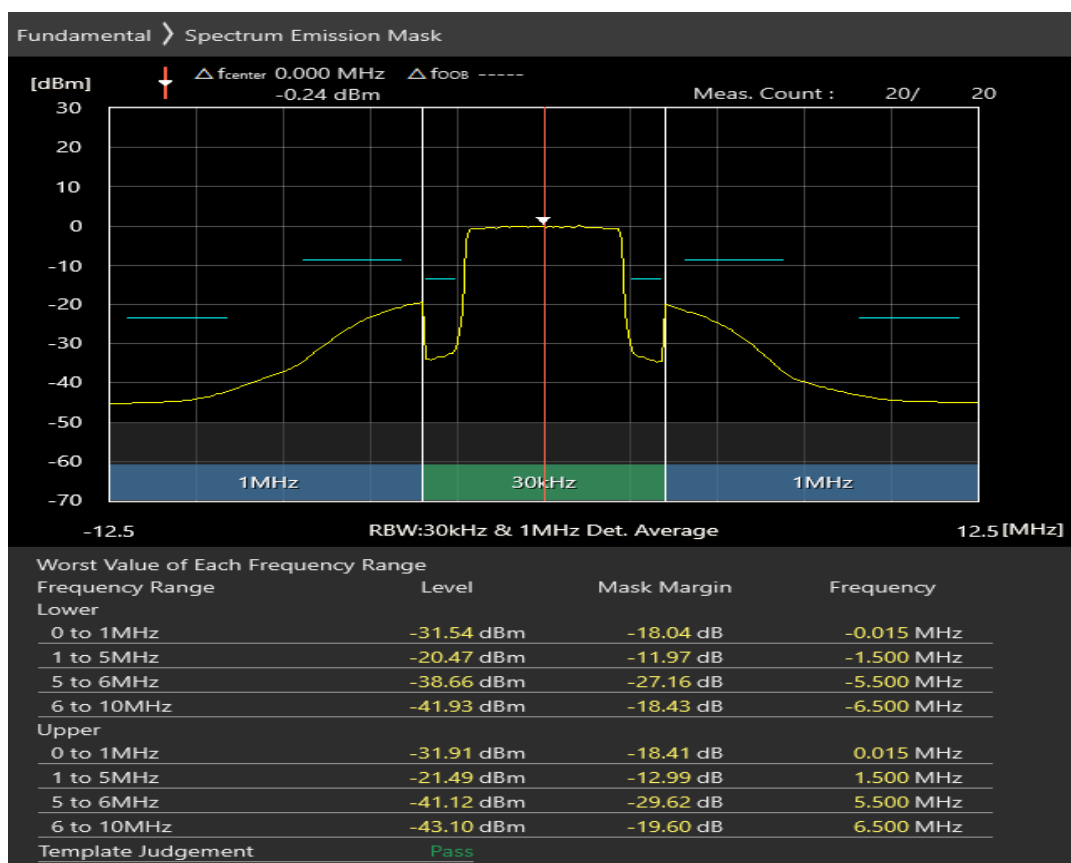 Fundamental ❯ Spectrum Emission Mask
△ fcenter 0.000 MHz △ fOOB -----
[dBm] -0.24 dBm Meas. Count : 20/ 20
30
20
10
0
-10
-20
-30
-40
-50
-60
1MHz 30kHz 1MHz
-70
-12.5 RBW:30kHz & 1MHz Det. Average 12.5 [MHz]
Worst Value of Each Frequency Range
Frequency Range Level Mask Margin Frequency
Lower
0 to 1MHz -31.54 dBm -18.04 dB -0.015 MHz
1 to 5MHz -20.47 dBm -11.97 dB -1.500 MHz
5 to 6MHz -38.66 dBm -27.16 dB -5.500 MHz
6 to 10MHz -41.93 dBm -18.43 dB -6.500 MHz
Upper
0 to 1MHz -31.91 dBm -18.41 dB 0.015 MHz
1 to 5MHz -21.49 dBm -12.99 dB 1.500 MHz
5 to 6MHz -41.12 dBm -29.62 dB 5.500 MHz
6 to 10MHz -43.10 dBm -19.60 dB 6.500 MHz
Template Judgement Pass